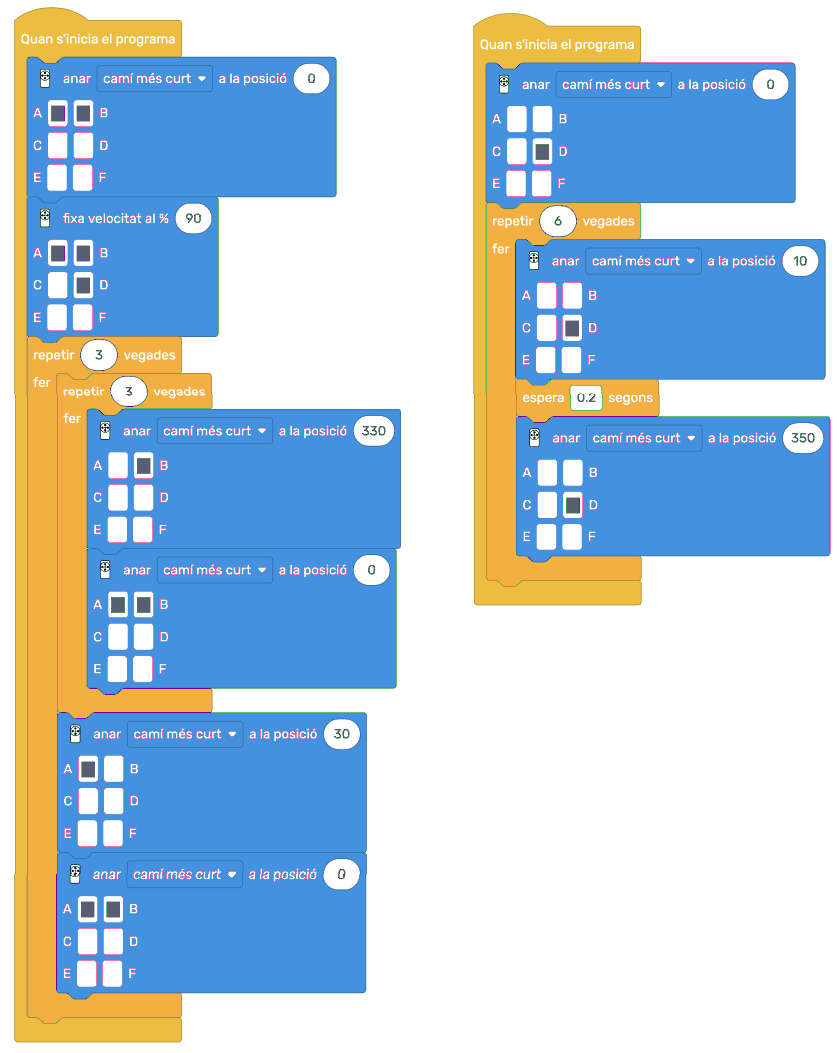 Quan s'inicia el programa
anar camí més curt a la posició 0
A B
C D
E F
fixa velocitat al % 90
A B
C D
E F
repetir 3 vegades
fer
repetir 3 vegades
fer
anar camí més curt a la posició 330
A B
C D
E F
anar camí més curt a la posició 0
A B
C D
E F
anar camí més curt a la posició 30
A B
C D
E F
anar camí més curt a la posició 0
A B
C D
E F
Quan s'inicia el programa
anar camí més curt a la posició 0
A B
C D
E F
repetir 6 vegades
fer
anar camí més curt a la posició 10
A B
C D
E F
espera 0.2 segons
anar camí més curt a la posició 350
A B
C D
E F